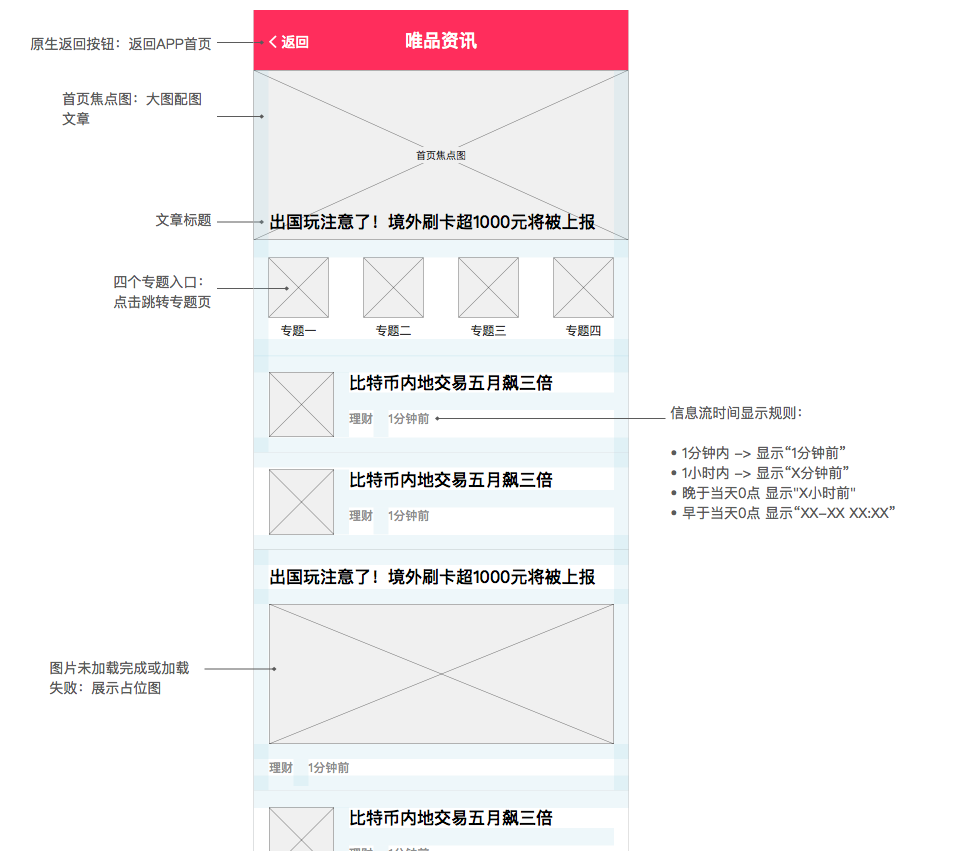 原生返回按钮：返回APP首页
返回
唯品资讯
首页焦点图：大图配图
文章
首页焦点图
文章标题
出国玩注意了！境外刷卡超1000元将被上报
四个专题入口：
点击跳转专题页
专题一
专题二
专题三
专题四
比特币内地交易五月飙三倍
理财 1分钟前
信息流时间显示规则：
• 1分钟内 –> 显示“1分钟前”
• 1小时内 –> 显示“X分钟前”
• 晚于当天0点 显示"X小时前"
• 早于当天0点 显示“XX–XX XX:XX”
比特币内地交易五月飙三倍
理财 1分钟前
出国玩注意了！境外刷卡超1000元将被上报
图片未加载完成或加载
失败：展示占位图
理财 1分钟前
比特币内地交易五月飙三倍